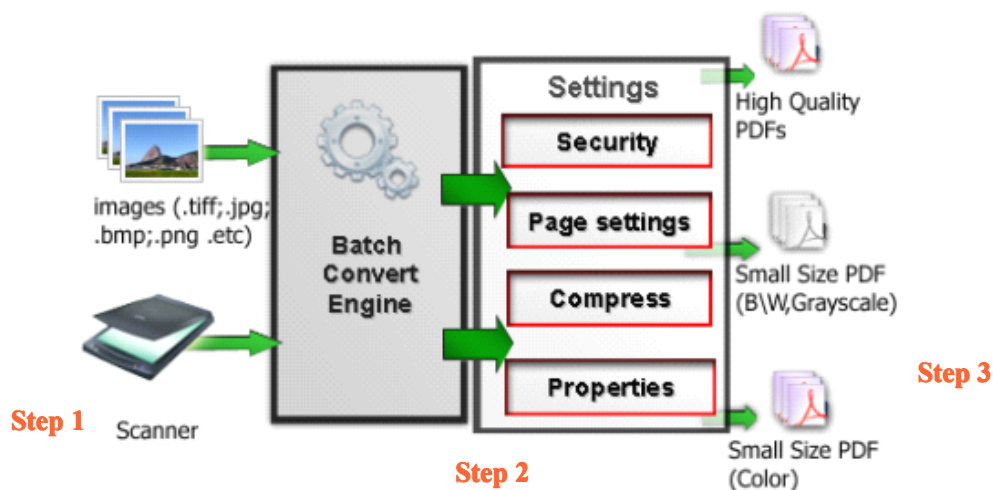 images (.tiff;.jpg;
.bmp;.png .etc)
Scanner
Step 1
Batch
Convert
Engine
Settings
Security
Page settings
Compress
Properties
Step 2
High Quality
PDFs
Small Size PDF
(B\W,Grayscale)
Small Size PDF
(Color)
Step 3